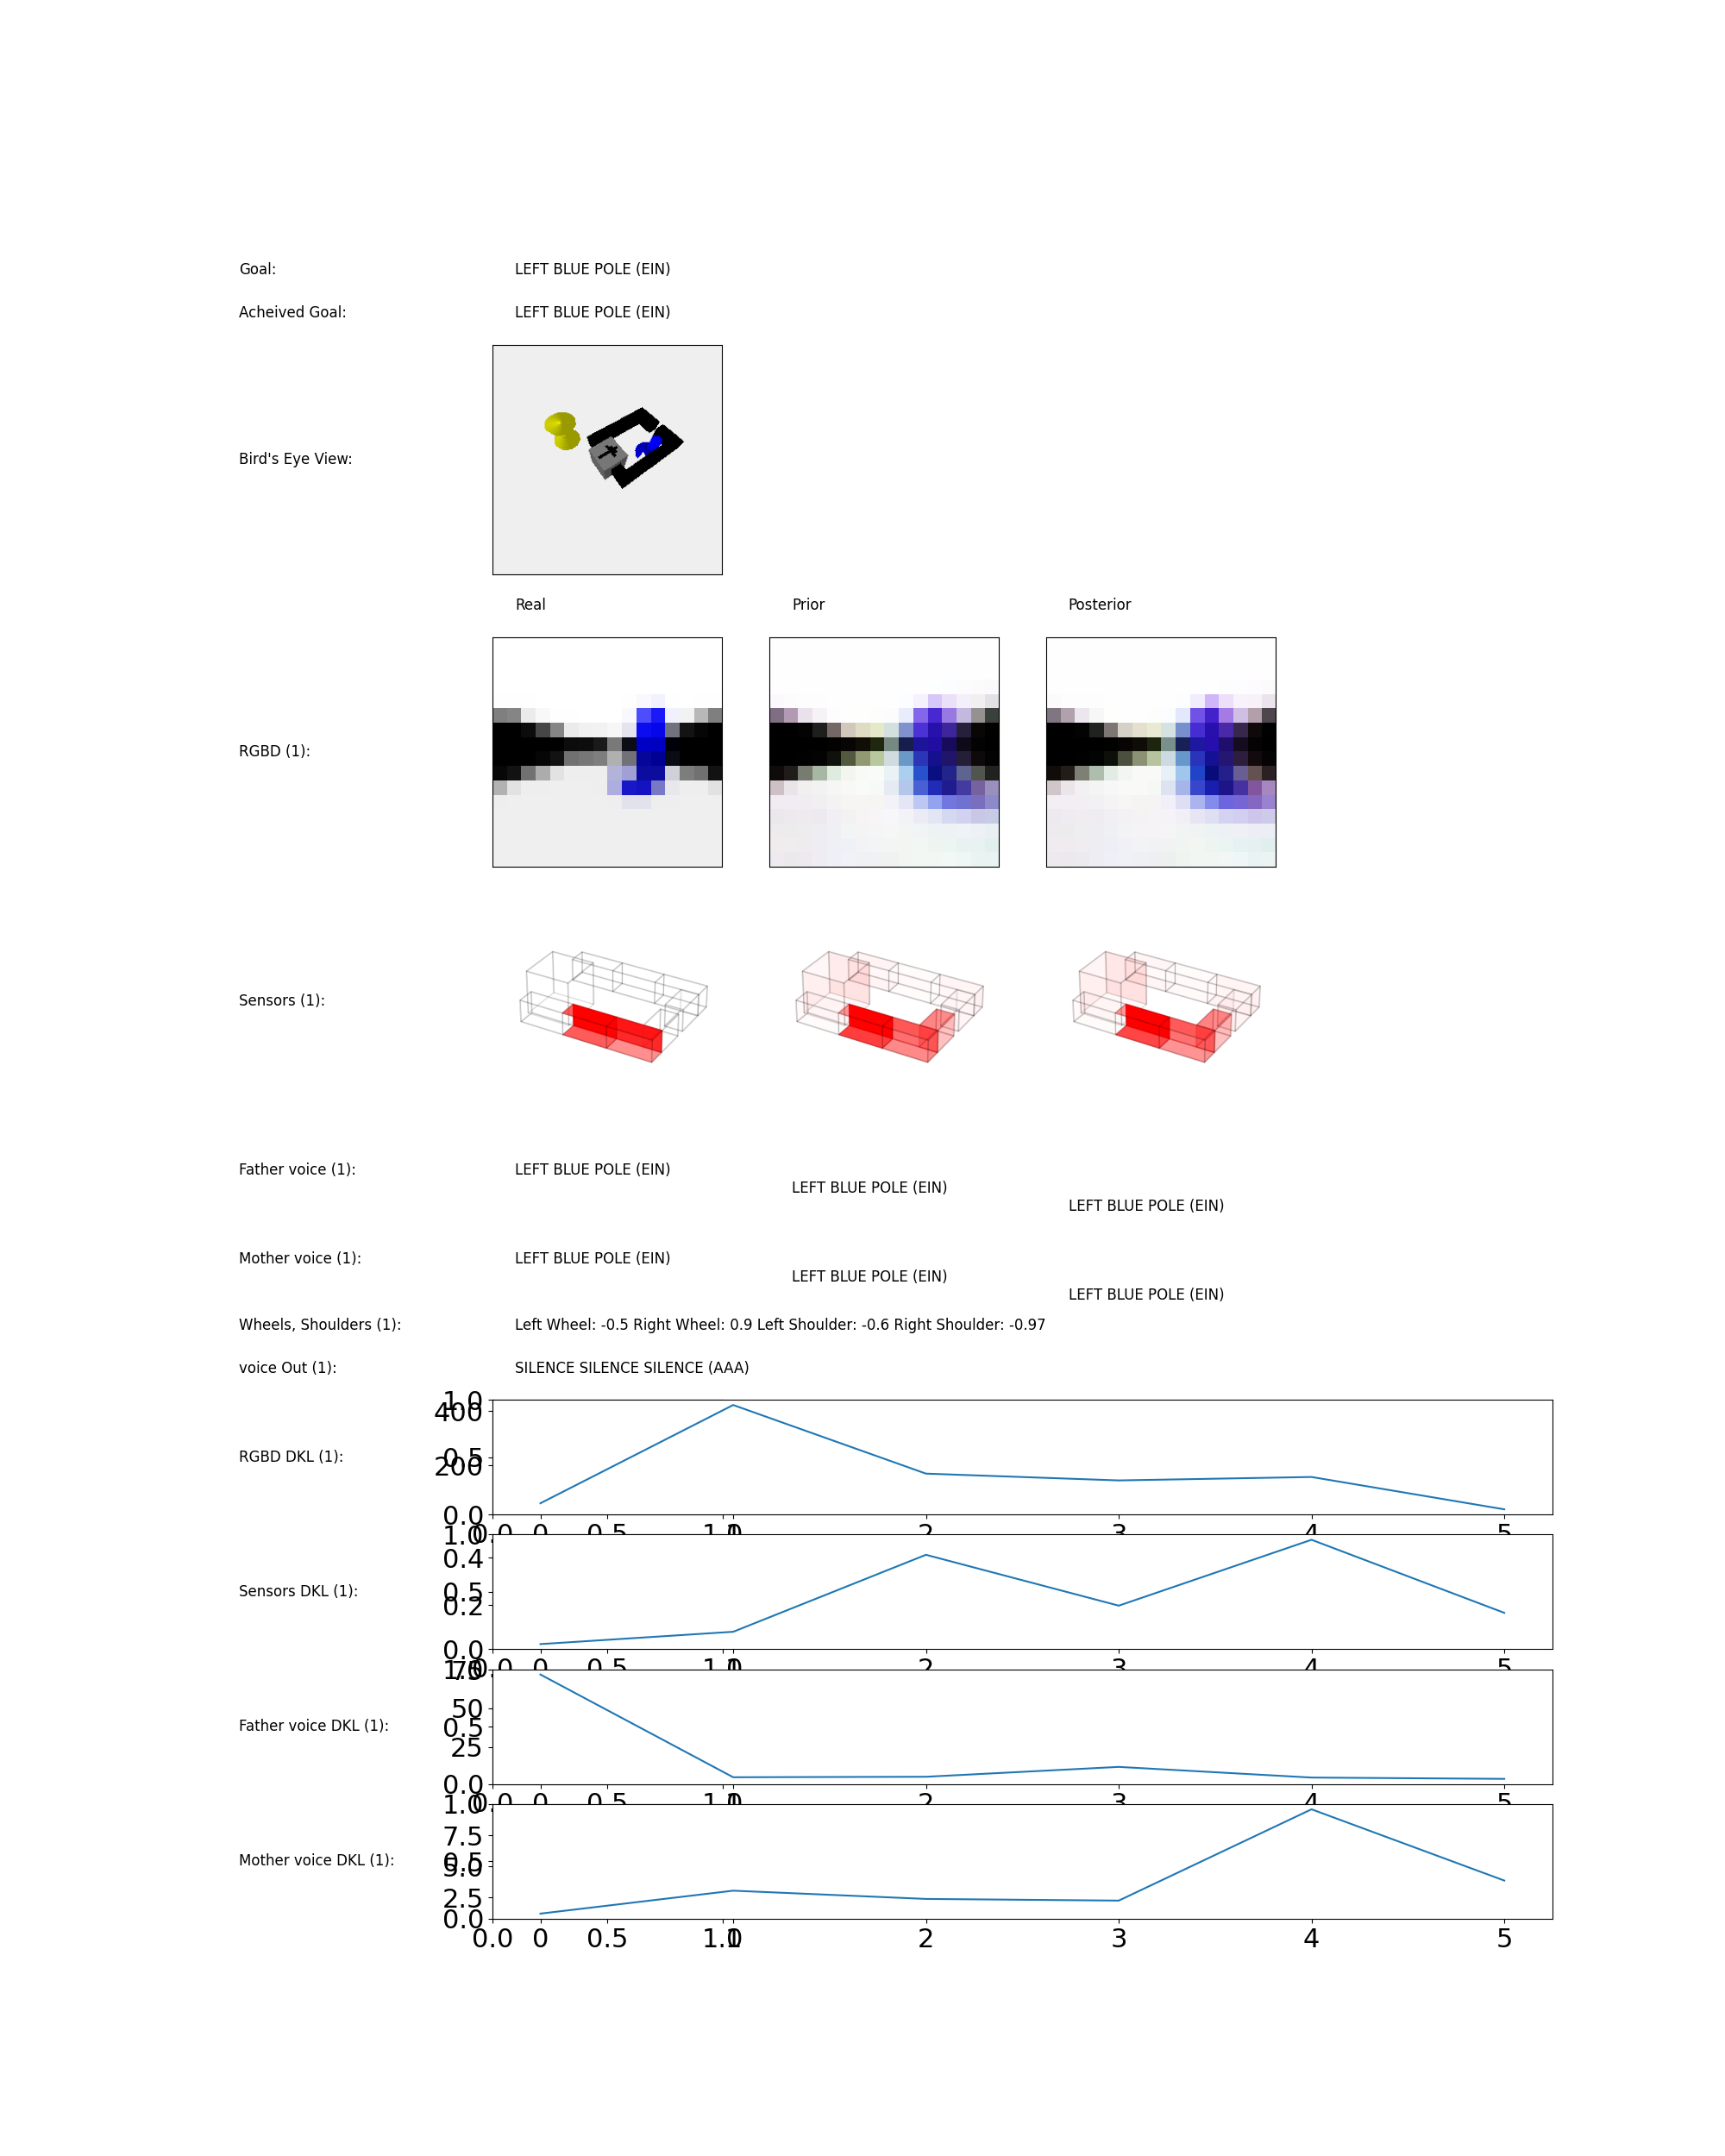 Goal: LEFT BLUE POLE (EIN)
Acheived Goal: LEFT BLUE POLE (EIN)
Bird's Eye View:
Real Prior Posterior
RGBD (1):
Sensors (1):
Father voice (1): LEFT BLUE POLE (EIN)
LEFT BLUE POLE (EIN)
LEFT BLUE POLE (EIN)
Mother voice (1): LEFT BLUE POLE (EIN)
LEFT BLUE POLE (EIN)
LEFT BLUE POLE (EIN)
Wheels, Shoulders (1): Left Wheel: -0.5 Right Wheel: 0.9 Left Shoulder: -0.6 Right Shoulder: -0.97
voice Out (1): SILENCE SILENCE SILENCE (AAA)
1.0
400
RGBD DKL (1): 0.5
200
0.0
0.0 0 0.5 1.0 1 2 3 4 5
1.0
0.4
Sensors DKL (1): 0.5
0.2
0.0
0.0 0 0.5 1.0 1 2 3 4 5
1.0
75
50
Father voice DKL (1): 0.5
25
0.0
0.0 0 0.5 1.0 1 2 3 4 5
1.0
7.5
Mother voice DKL (1): 0.5
5.0
2.5
0.0
0.0 0 0.5 1.0 1 2 3 4 5